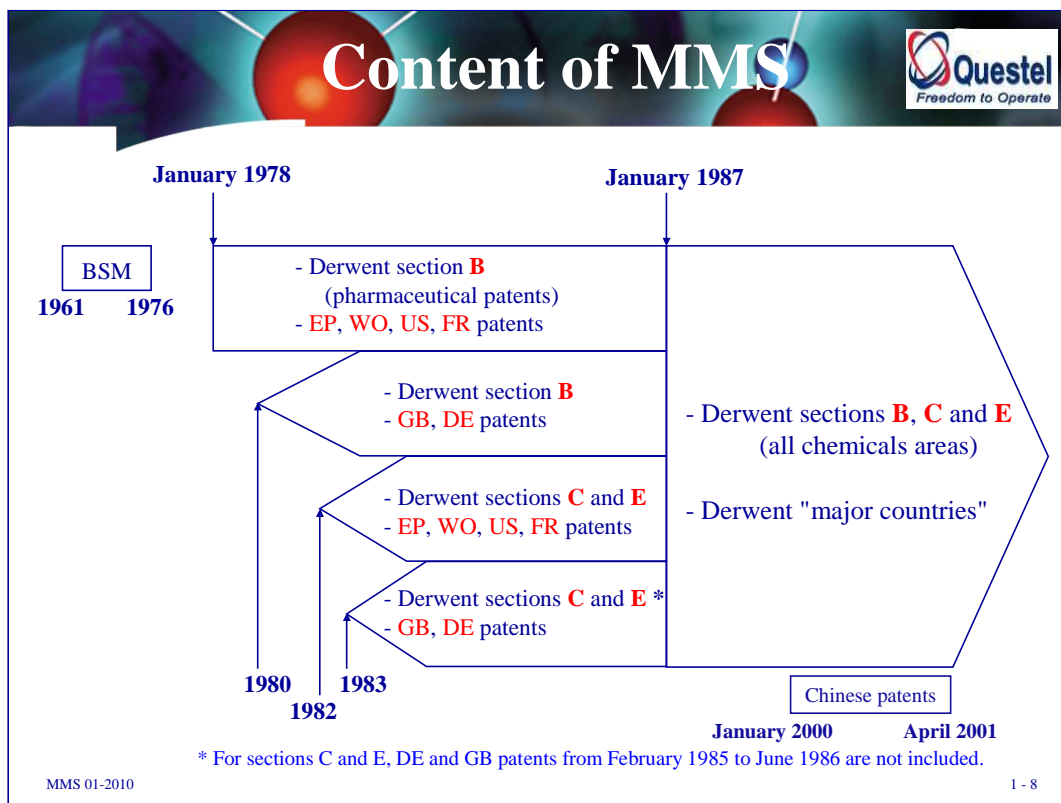 Content of MMS
Questel
Freedom to Operate
January 1978
January 1987
BSM
1961 1976
- Derwent section B
(pharmaceutical patents)
- EP, WO, US, FR patents
- Derwent section B
- GB, DE patents
- Derwent sections C and E
- EP, WO, US, FR patents
- Derwent sections C and E *
- GB, DE patents
- Derwent sections B, C and E
(all chemicals areas)
- Derwent "major countries"
1980
1982
1983
Chinese patents
January 2000 April 2001
* For sections C and E, DE and GB patents from February 1985 to June 1986 are not included.
MMS 01-2010
1 - 8